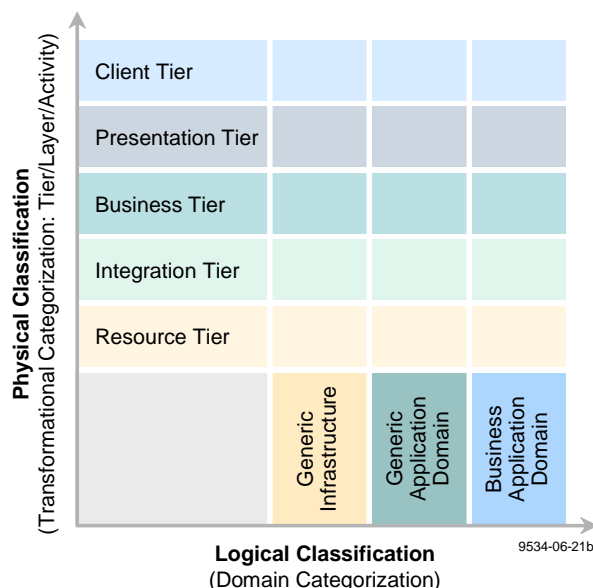 Client Tier
Presentation Tier
Business Tier
Integration Tier
Resource Tier
Physical Classification
(Transformational Categorization: Tier/Layer/Activity)
Generic
Infrastructure
Generic
Application
Domain
Business
Application
Domain
9534-06-21b
Logical Classification
(Domain Categorization)